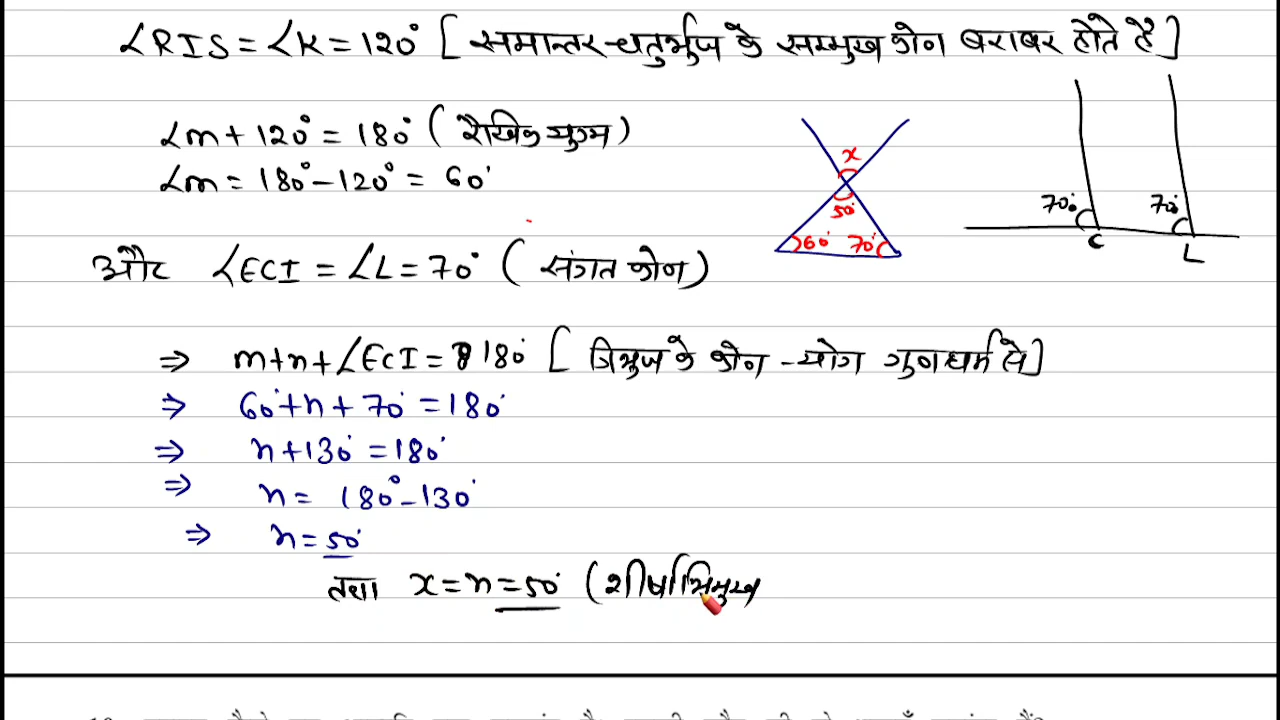 ∠RIS = ∠K = 120° [ समान्तर-चतुर्भुज के सम्मुख कोण बराबर होते है ]
∠m + 120° = 180° ( रैखिक युग्म )
∠m = 180° - 120° = 60°
x
50°
60° 70°
70° 70°
C
L
और ∠ECI = ∠L = 70° ( संगत कोण )
⇒ m+n+∠ECI = 180° [ त्रिभुज के कोण -योग गुणधर्म से ]
⇒ 60°+n+70° = 180°
⇒ n+130° = 180°
⇒ n = 180° - 130°
⇒ n = 50°
तथा x = n = 50° ( शीर्षाभिमुख